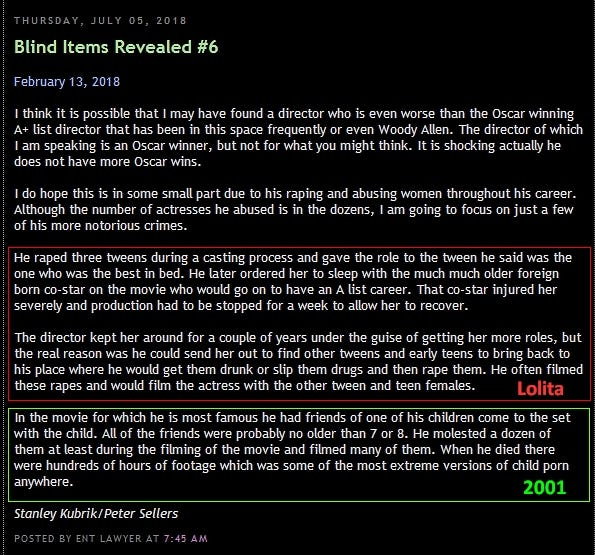 THURSDAY, JULY 05, 2018
Blind Items Revealed #6
February 13, 2018
I think it is possible that I may have found a director who is even worse than the Oscar winning
A+ list director that has been in this space frequently or even Woody Allen. The director of which
I am speaking is an Oscar winner, but not for what you might think. It is shocking actually he
does not have more Oscar wins.
I do hope this is in some small part due to his raping and abusing women throughout his career.
Although the number of actresses he abused is in the dozens, I am going to focus on just a few
of his more notorious crimes.
He raped three tweens during a casting process and gave the role to the tween he said was the
one who was the best in bed. He later ordered her to sleep with the much much older foreign
born co-star on the movie who would go on to have an A list career. That co-star injured her
severely and production had to be stopped for a week to allow her to recover.
The director kept her around for a couple of years under the guise of getting her more roles, but
the real reason was he could send her out to find other tweens and early teens to bring back to
his place where he would get them drunk or slip them drugs and then rape them. He often filmed
these rapes and would film the actress with the other tween and teen females.
Lolita
In the movie for which he is most famous he had friends of one of his children come to the set
with the child. All of the friends were probably no older than 7 or 8. He molested a dozen of
them at least during the filming of the movie and filmed many of them. When he died there
were hundreds of hours of footage which was some of the most extreme versions of child porn
anywhere.
2001
Stanley Kubrik/Peter Sellers
POSTED BY ENT LAWYER AT 7:45 AM